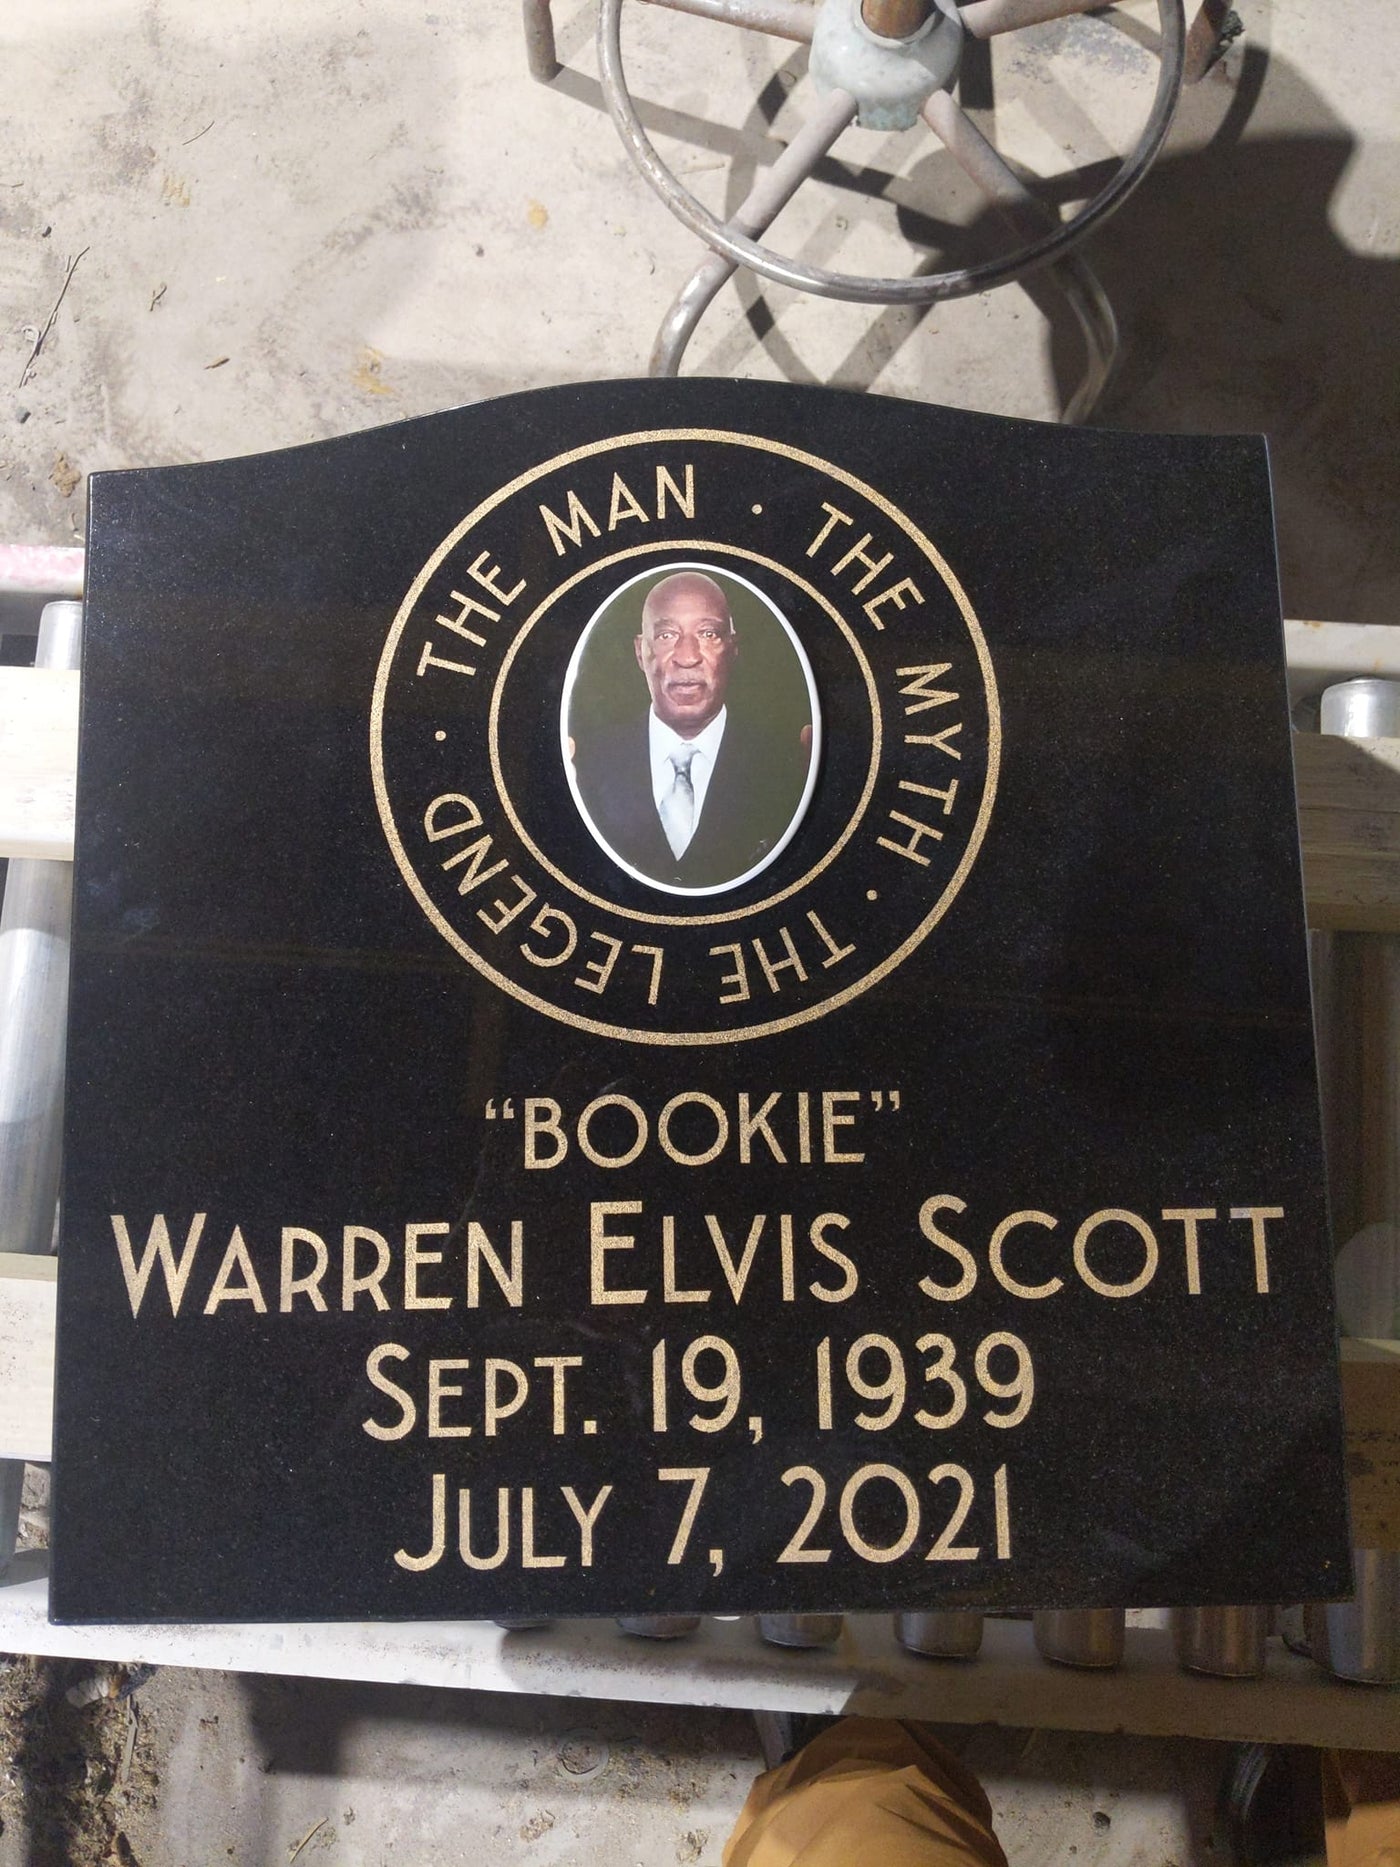 THE MAN · THE MYTH · THE LEGEND ·
“BOOKIE”
WARREN ELVIS SCOTT
SEPT. 19, 1939
JULY 7, 2021